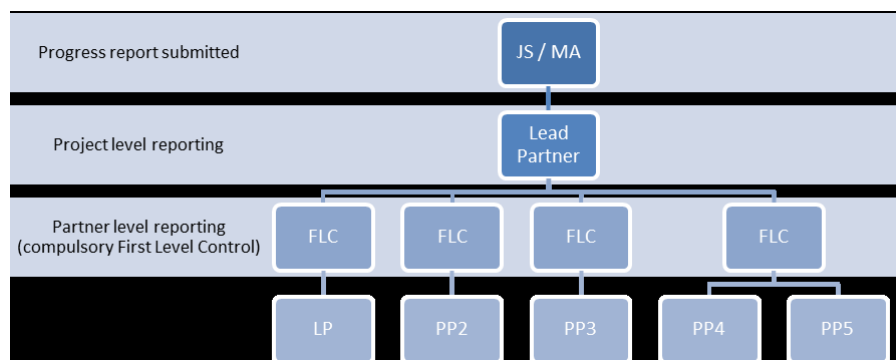 Progress report submitted
JS / MA
Project level reporting
Lead
Partner
Partner level reporting
(compulsory First Level Control)
FLC
FLC
FLC
FLC
LP
PP2
PP3
PP4
PP5